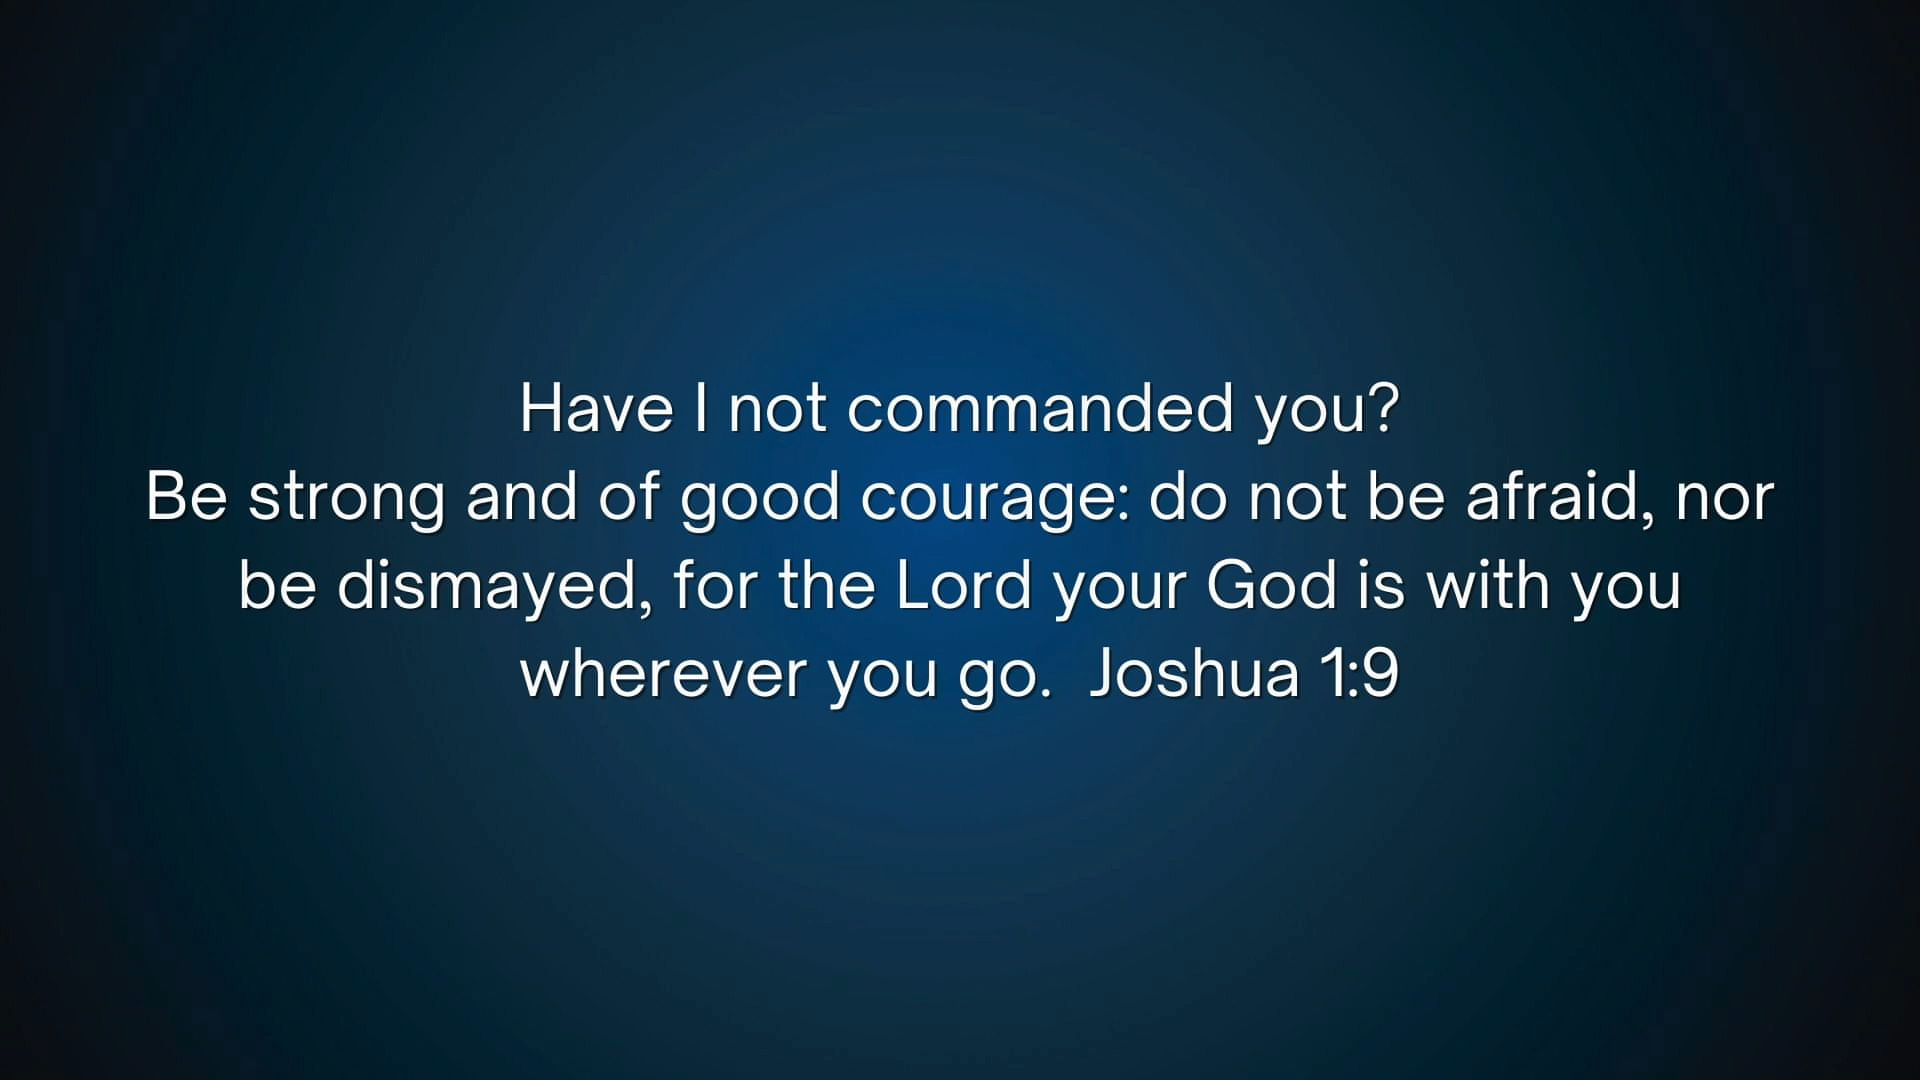 Have I not commanded you?
Be strong and of good courage: do not be afraid, nor
be dismayed, for the Lord your God is with you
wherever you go.  Joshua 1:9